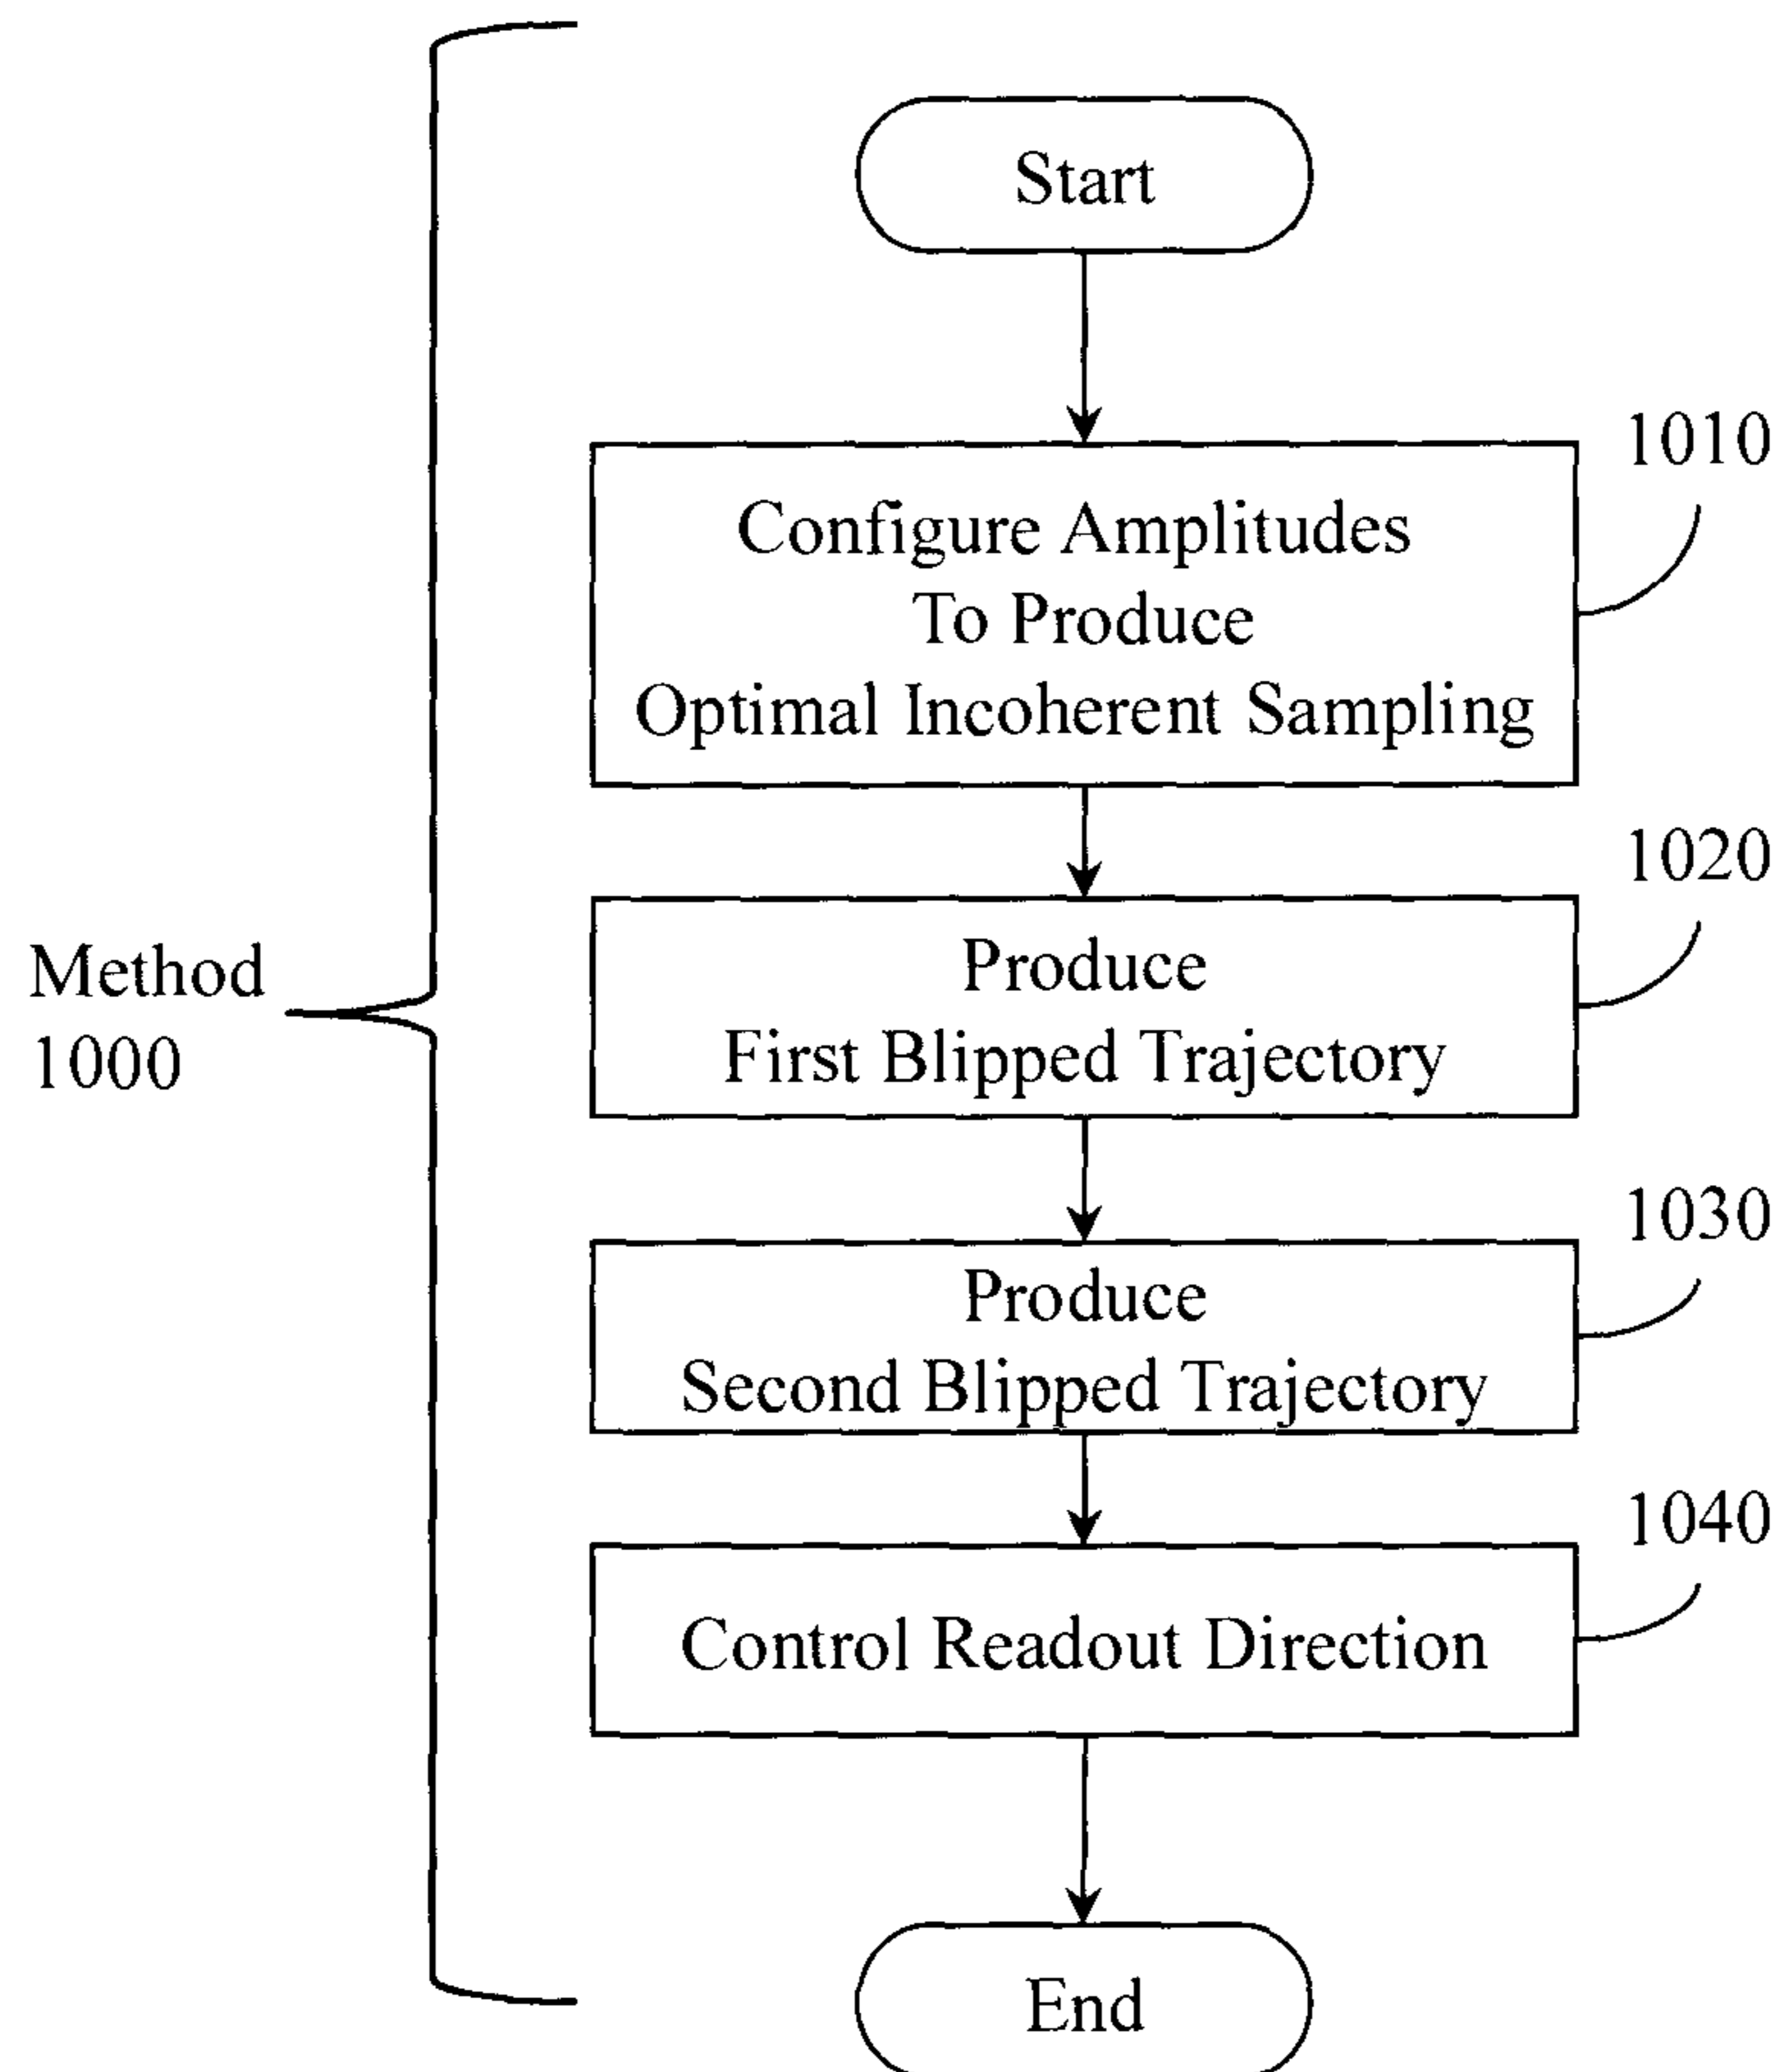 Start
1010
Configure Amplitudes
To Produce
Optimal Incoherent Sampling
1020
Produce
First Blipped Trajectory
Method
1000
1030
Produce
Second Blipped Trajectory
1040
Control Readout Direction
End